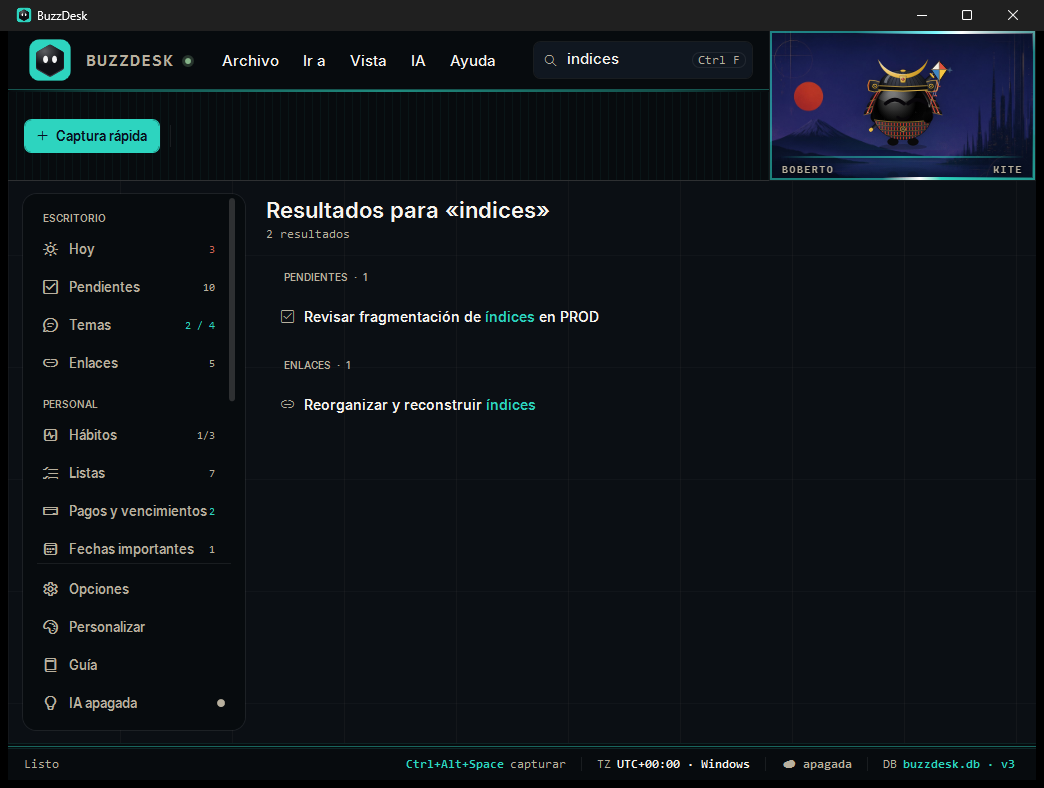 BuzzDesk
BUZZDESK
Archivo Ir a Vista IA Ayuda
indices Ctrl F
+ Captura rápida
BOBERTO KITE
ESCRITORIO
Hoy 3
Pendientes 10
Temas 2 / 4
Enlaces 5
PERSONAL
Hábitos 1/3
Listas 7
Pagos y vencimientos 2
Fechas importantes 1
Opciones
Personalizar
Guía
IA apagada
Resultados para «indices»
2 resultados
PENDIENTES · 1
Revisar fragmentación de índices en PROD
ENLACES · 1
Reorganizar y reconstruir índices
Listo
Ctrl+Alt+Space capturar
TZ UTC+00:00 · Windows
apagada
DB buzzdesk.db · v3